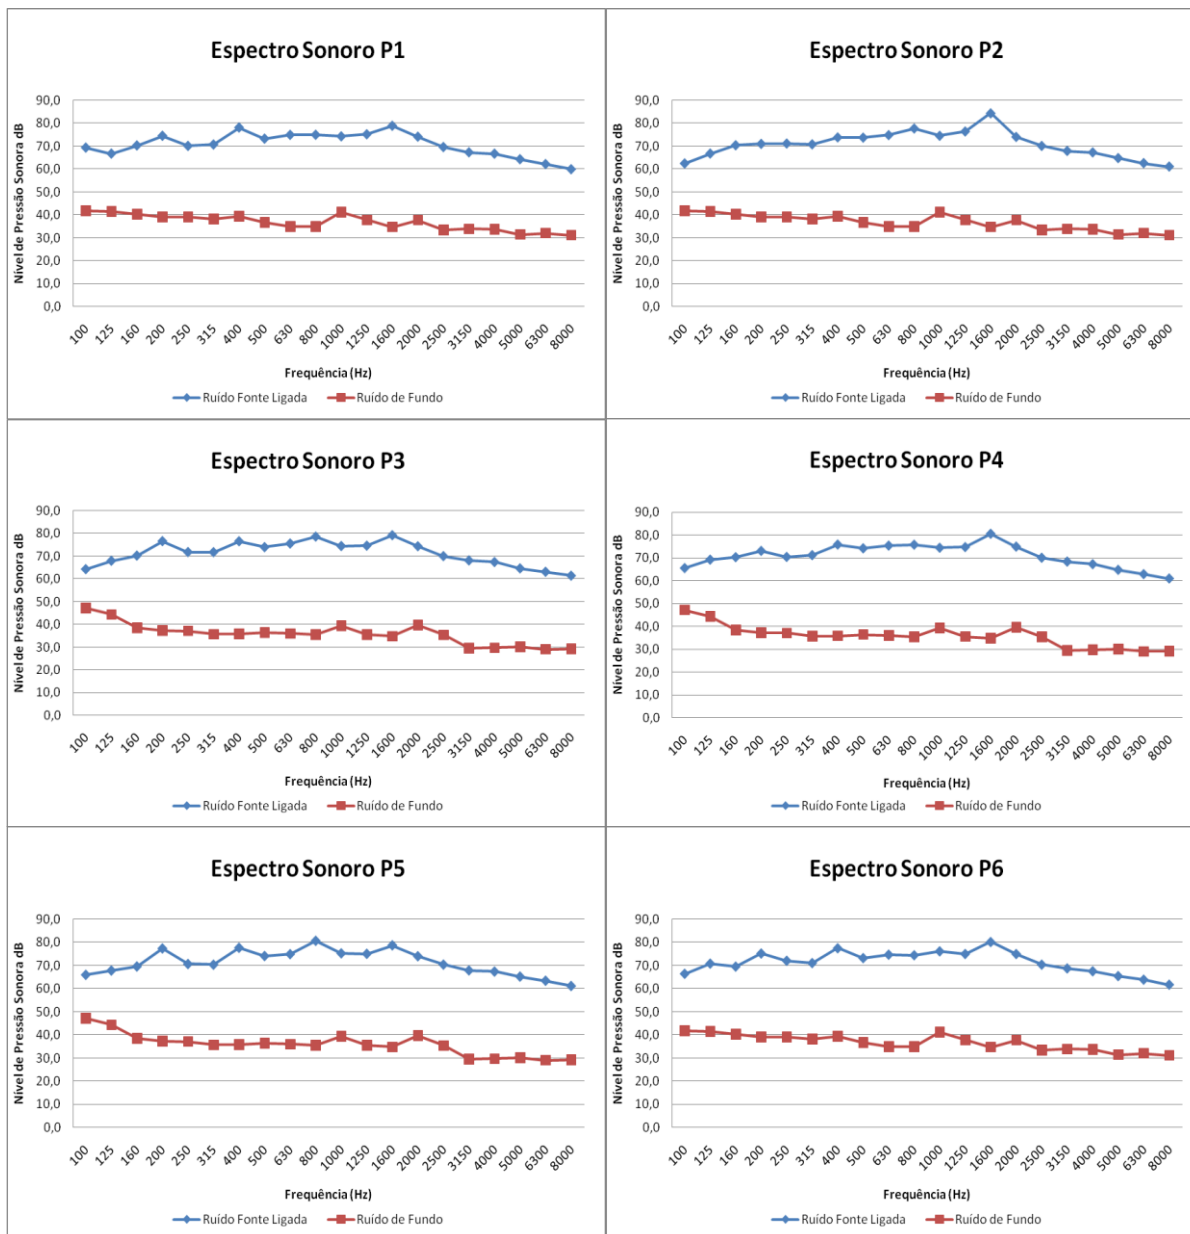 Espectro Sonoro P1
Nível de Pressão Sonora dB
90,0
80,0
70,0
60,0
50,0
40,0
30,0
20,0
10,0
0,0
100 125 160 200 250 315 400 500 630 800 1000 1250 1600 2000 2500 3150 4000 5000 6300 8000
Frequência (Hz)
Ruído Fonte Ligada Ruído de Fundo
Espectro Sonoro P2
Nível de Pressão Sonora dB
90,0
80,0
70,0
60,0
50,0
40,0
30,0
20,0
10,0
0,0
100 125 160 200 250 315 400 500 630 800 1000 1250 1600 2000 2500 3150 4000 5000 6300 8000
Frequência (Hz)
Ruído Fonte Ligada Ruído de Fundo
Espectro Sonoro P3
Nível de Pressão Sonora dB
90,0
80,0
70,0
60,0
50,0
40,0
30,0
20,0
10,0
0,0
100 125 160 200 250 315 400 500 630 800 1000 1250 1600 2000 2500 3150 4000 5000 6300 8000
Frequência (Hz)
Ruído Fonte Ligada Ruído de Fundo
Espectro Sonoro P4
Nível de Pressão Sonora dB
90,0
80,0
70,0
60,0
50,0
40,0
30,0
20,0
10,0
0,0
100 125 160 200 250 315 400 500 630 800 1000 1250 1600 2000 2500 3150 4000 5000 6300 8000
Frequência (Hz)
Ruído Fonte Ligada Ruído de Fundo
Espectro Sonoro P5
Nível de Pressão Sonora dB
90,0
80,0
70,0
60,0
50,0
40,0
30,0
20,0
10,0
0,0
100 125 160 200 250 315 400 500 630 800 1000 1250 1600 2000 2500 3150 4000 5000 6300 8000
Frequência (Hz)
Ruído Fonte Ligada Ruído de Fundo
Espectro Sonoro P6
Nível de Pressão Sonora dB
90,0
80,0
70,0
60,0
50,0
40,0
30,0
20,0
10,0
0,0
100 125 160 200 250 315 400 500 630 800 1000 1250 1600 2000 2500 3150 4000 5000 6300 8000
Frequência (Hz)
Ruído Fonte Ligada Ruído de Fundo